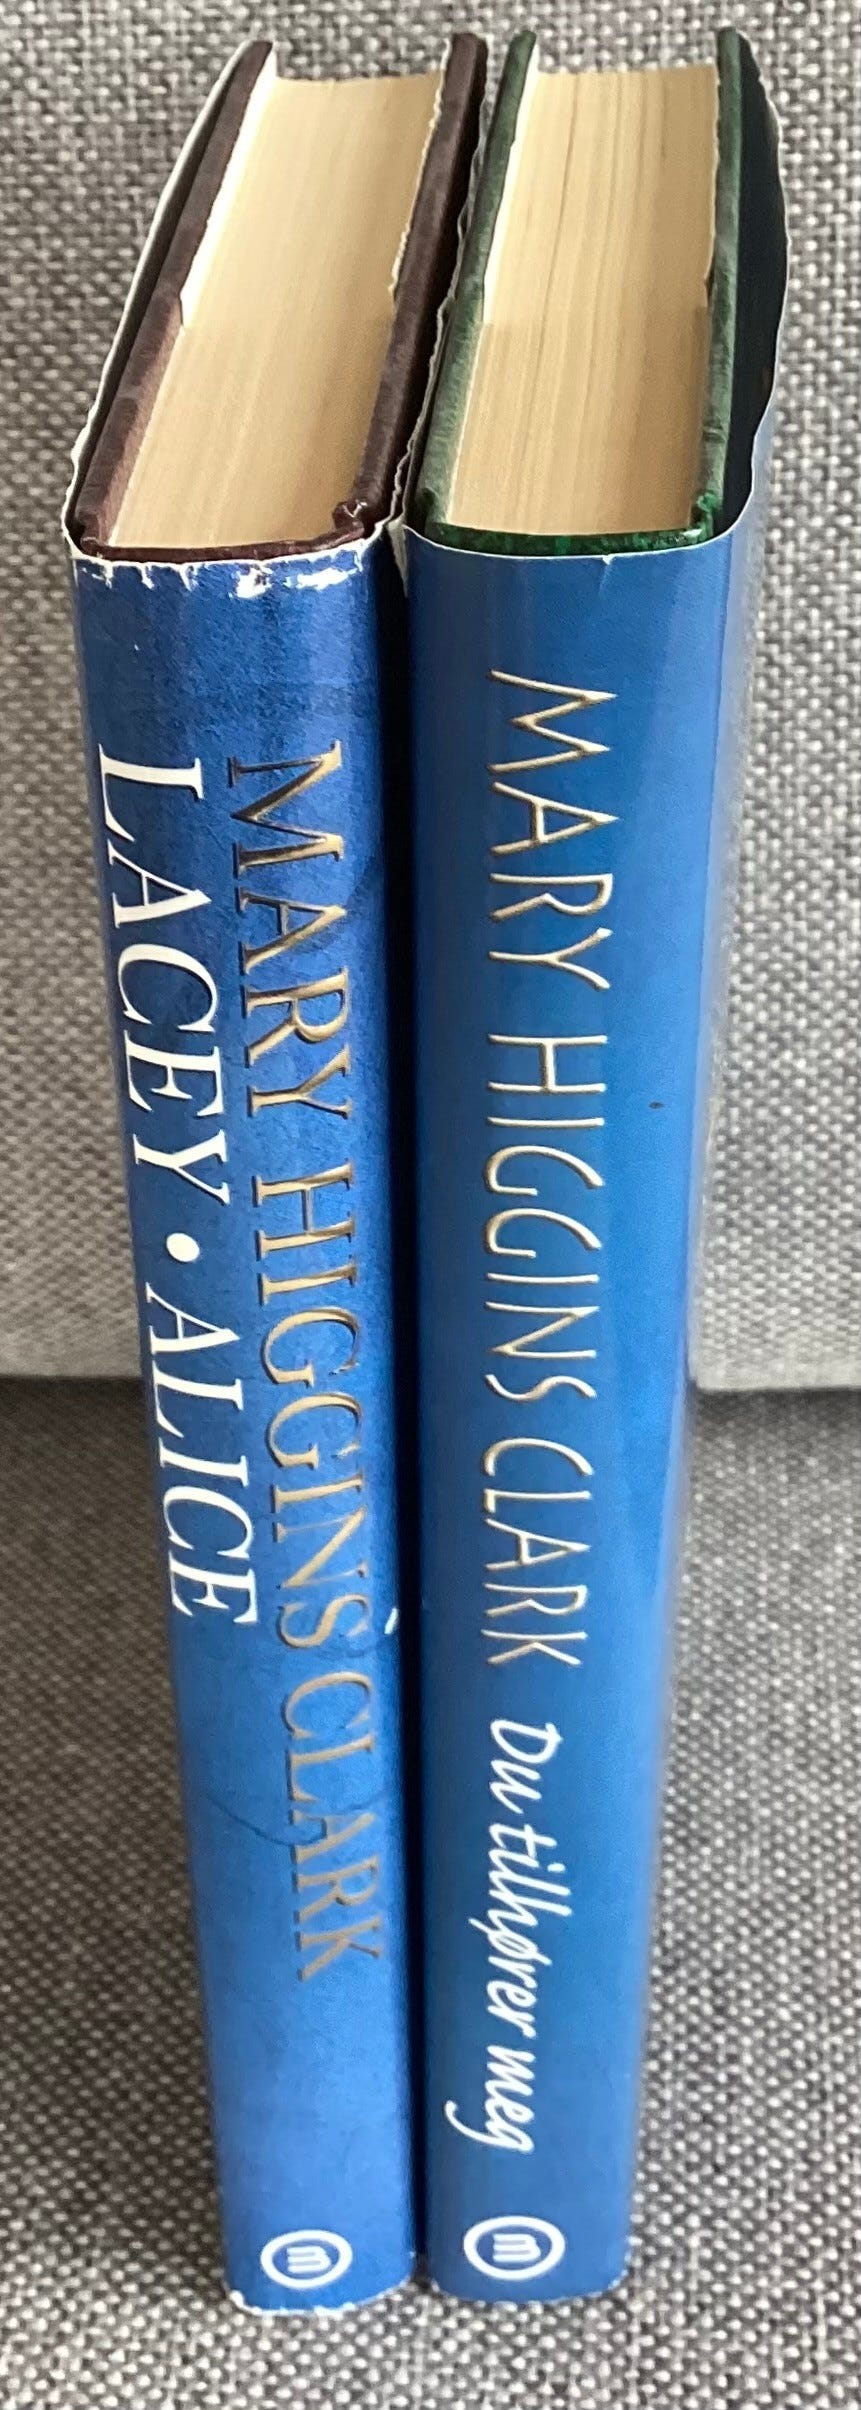 MARY HIGGINS CLARK
LACEY • ALICE
m
MARY HIGGINS CLARK Du tilhører meg
m